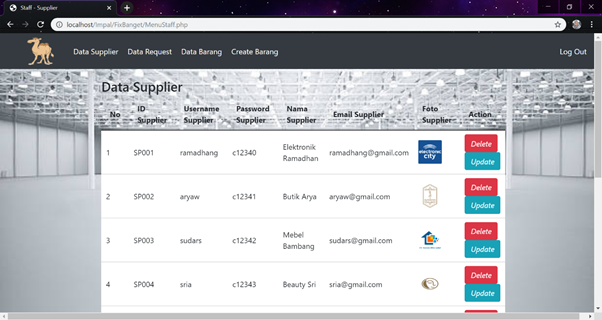 Staff - Supplier
localhost/Impal/FixBanget/MenuStaff.php
Data Supplier Data Request Data Barang Create Barang Log Out
Data Supplier
No ID Supplier Username Supplier Password Supplier Nama Supplier Email Supplier Foto Supplier Action
1 SP001 ramadhang c12340 Elektronik Ramadhan ramadhang@gmail.com electronic city Delete
Update
2 SP002 aryaw c12341 Butik Arya aryaw@gmail.com Delete
Update
3 SP003 sudars c12342 Mebel Bambang sudars@gmail.com Delete
Update
4 SP004 sria c12343 Beauty Sri sria@gmail.com Delete
Update